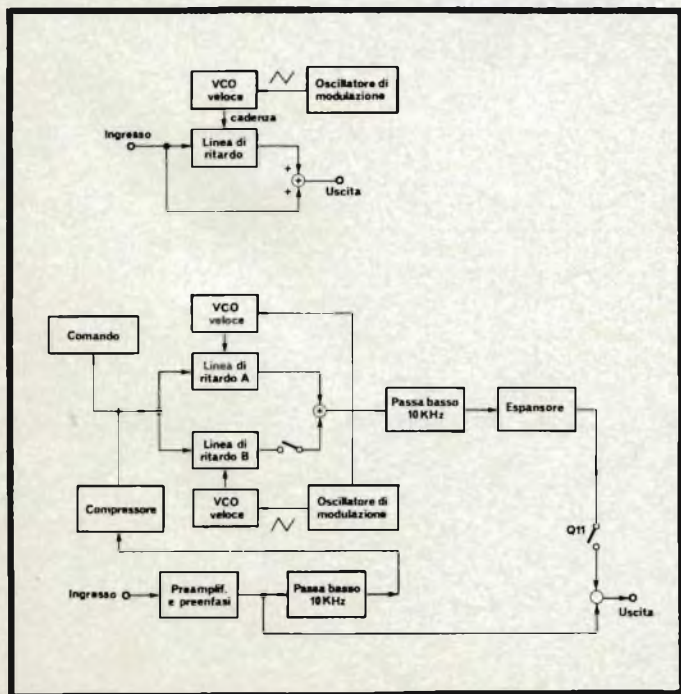 VCO
veloce
Oscillatore di
modulazione
cadenza
Ingresso
Linea di
ritardo
+
+
+
Uscita
VCO
veloce
Comando
Linea di
ritardo A
+
Passa basso
10 KHz
Espansore
Linea di
ritardo B
Compressore
VCO
veloce
Oscillatore di
modulazione
Q11
Ingresso
Preamplif.
e preenfasi
Passa basso
10 KHz
Uscita